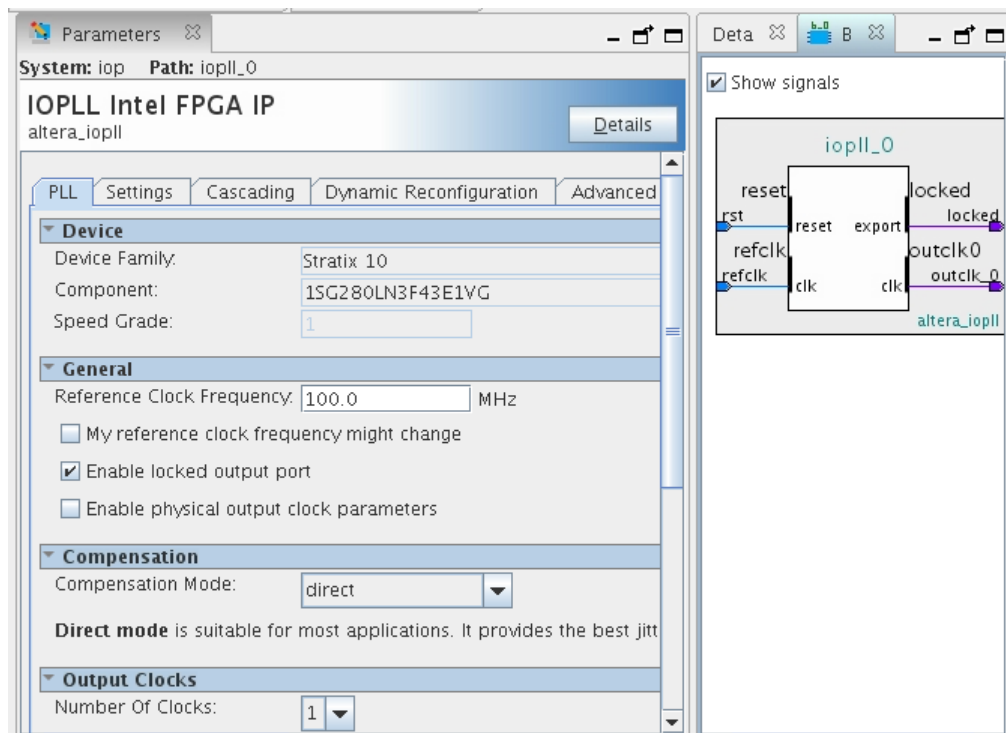 Parameters
System: iop Path: iopll_0
IOPLL Intel FPGA IP
altera_iopll
Details
PLL Settings Cascading Dynamic Reconfiguration Advanced
Device
Device Family: Stratix 10
Component: 1SG280LN3F43E1VG
Speed Grade: 1
General
Reference Clock Frequency: 100.0 MHz
My reference clock frequency might change
Enable locked output port
Enable physical output clock parameters
Compensation
Compensation Mode: direct
Direct mode is suitable for most applications. It provides the best jitt
Output Clocks
Number Of Clocks: 1
Deta B
Show signals
iopll_0
reset locked
rst locked
reset export
refclk outclk0
refclk outclk_0
clk clk
altera_iopll